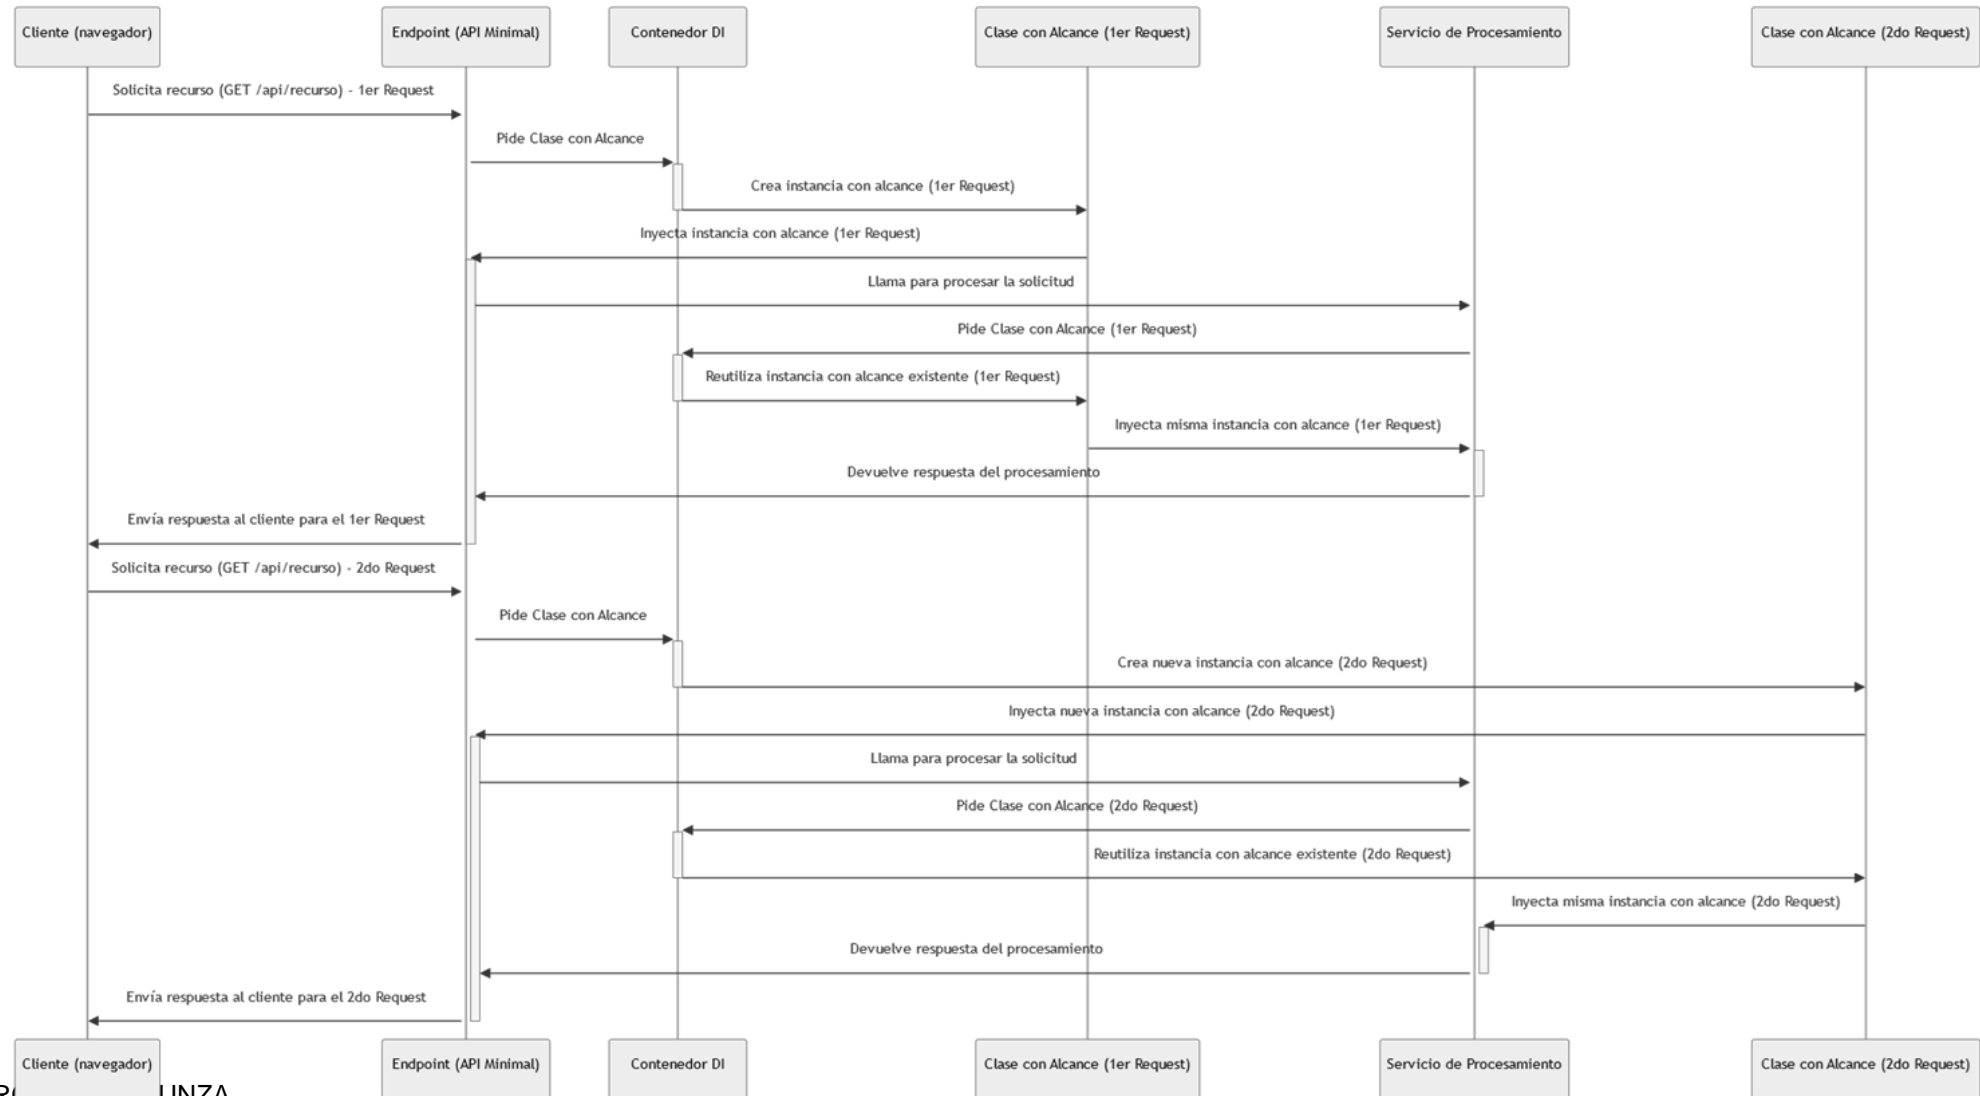 Cliente (navegador)
Endpoint (API Minimal)
Contenedor DI
Clase con Alcance (1er Request)
Servicio de Procesamiento
Clase con Alcance (2do Request)
Solicita recurso (GET /api/recurso) - 1er Request
Pide Clase con Alcance
Crea instancia con alcance (1er Request)
Inyecta instancia con alcance (1er Request)
Llama para procesar la solicitud
Pide Clase con Alcance (1er Request)
Reutiliza instancia con alcance existente (1er Request)
Inyecta misma instancia con alcance (1er Request)
Devuelve respuesta del procesamiento
Envía respuesta al cliente para el 1er Request
Solicita recurso (GET /api/recurso) - 2do Request
Pide Clase con Alcance
Crea nueva instancia con alcance (2do Request)
Inyecta nueva instancia con alcance (2do Request)
Llama para procesar la solicitud
Pide Clase con Alcance (2do Request)
Reutiliza instancia con alcance existente (2do Request)
Inyecta misma instancia con alcance (2do Request)
Devuelve respuesta del procesamiento
Envía respuesta al cliente para el 2do Request
Cliente (navegador)
Endpoint (API Minimal)
Contenedor DI
Clase con Alcance (1er Request)
Servicio de Procesamiento
Clase con Alcance (2do Request)